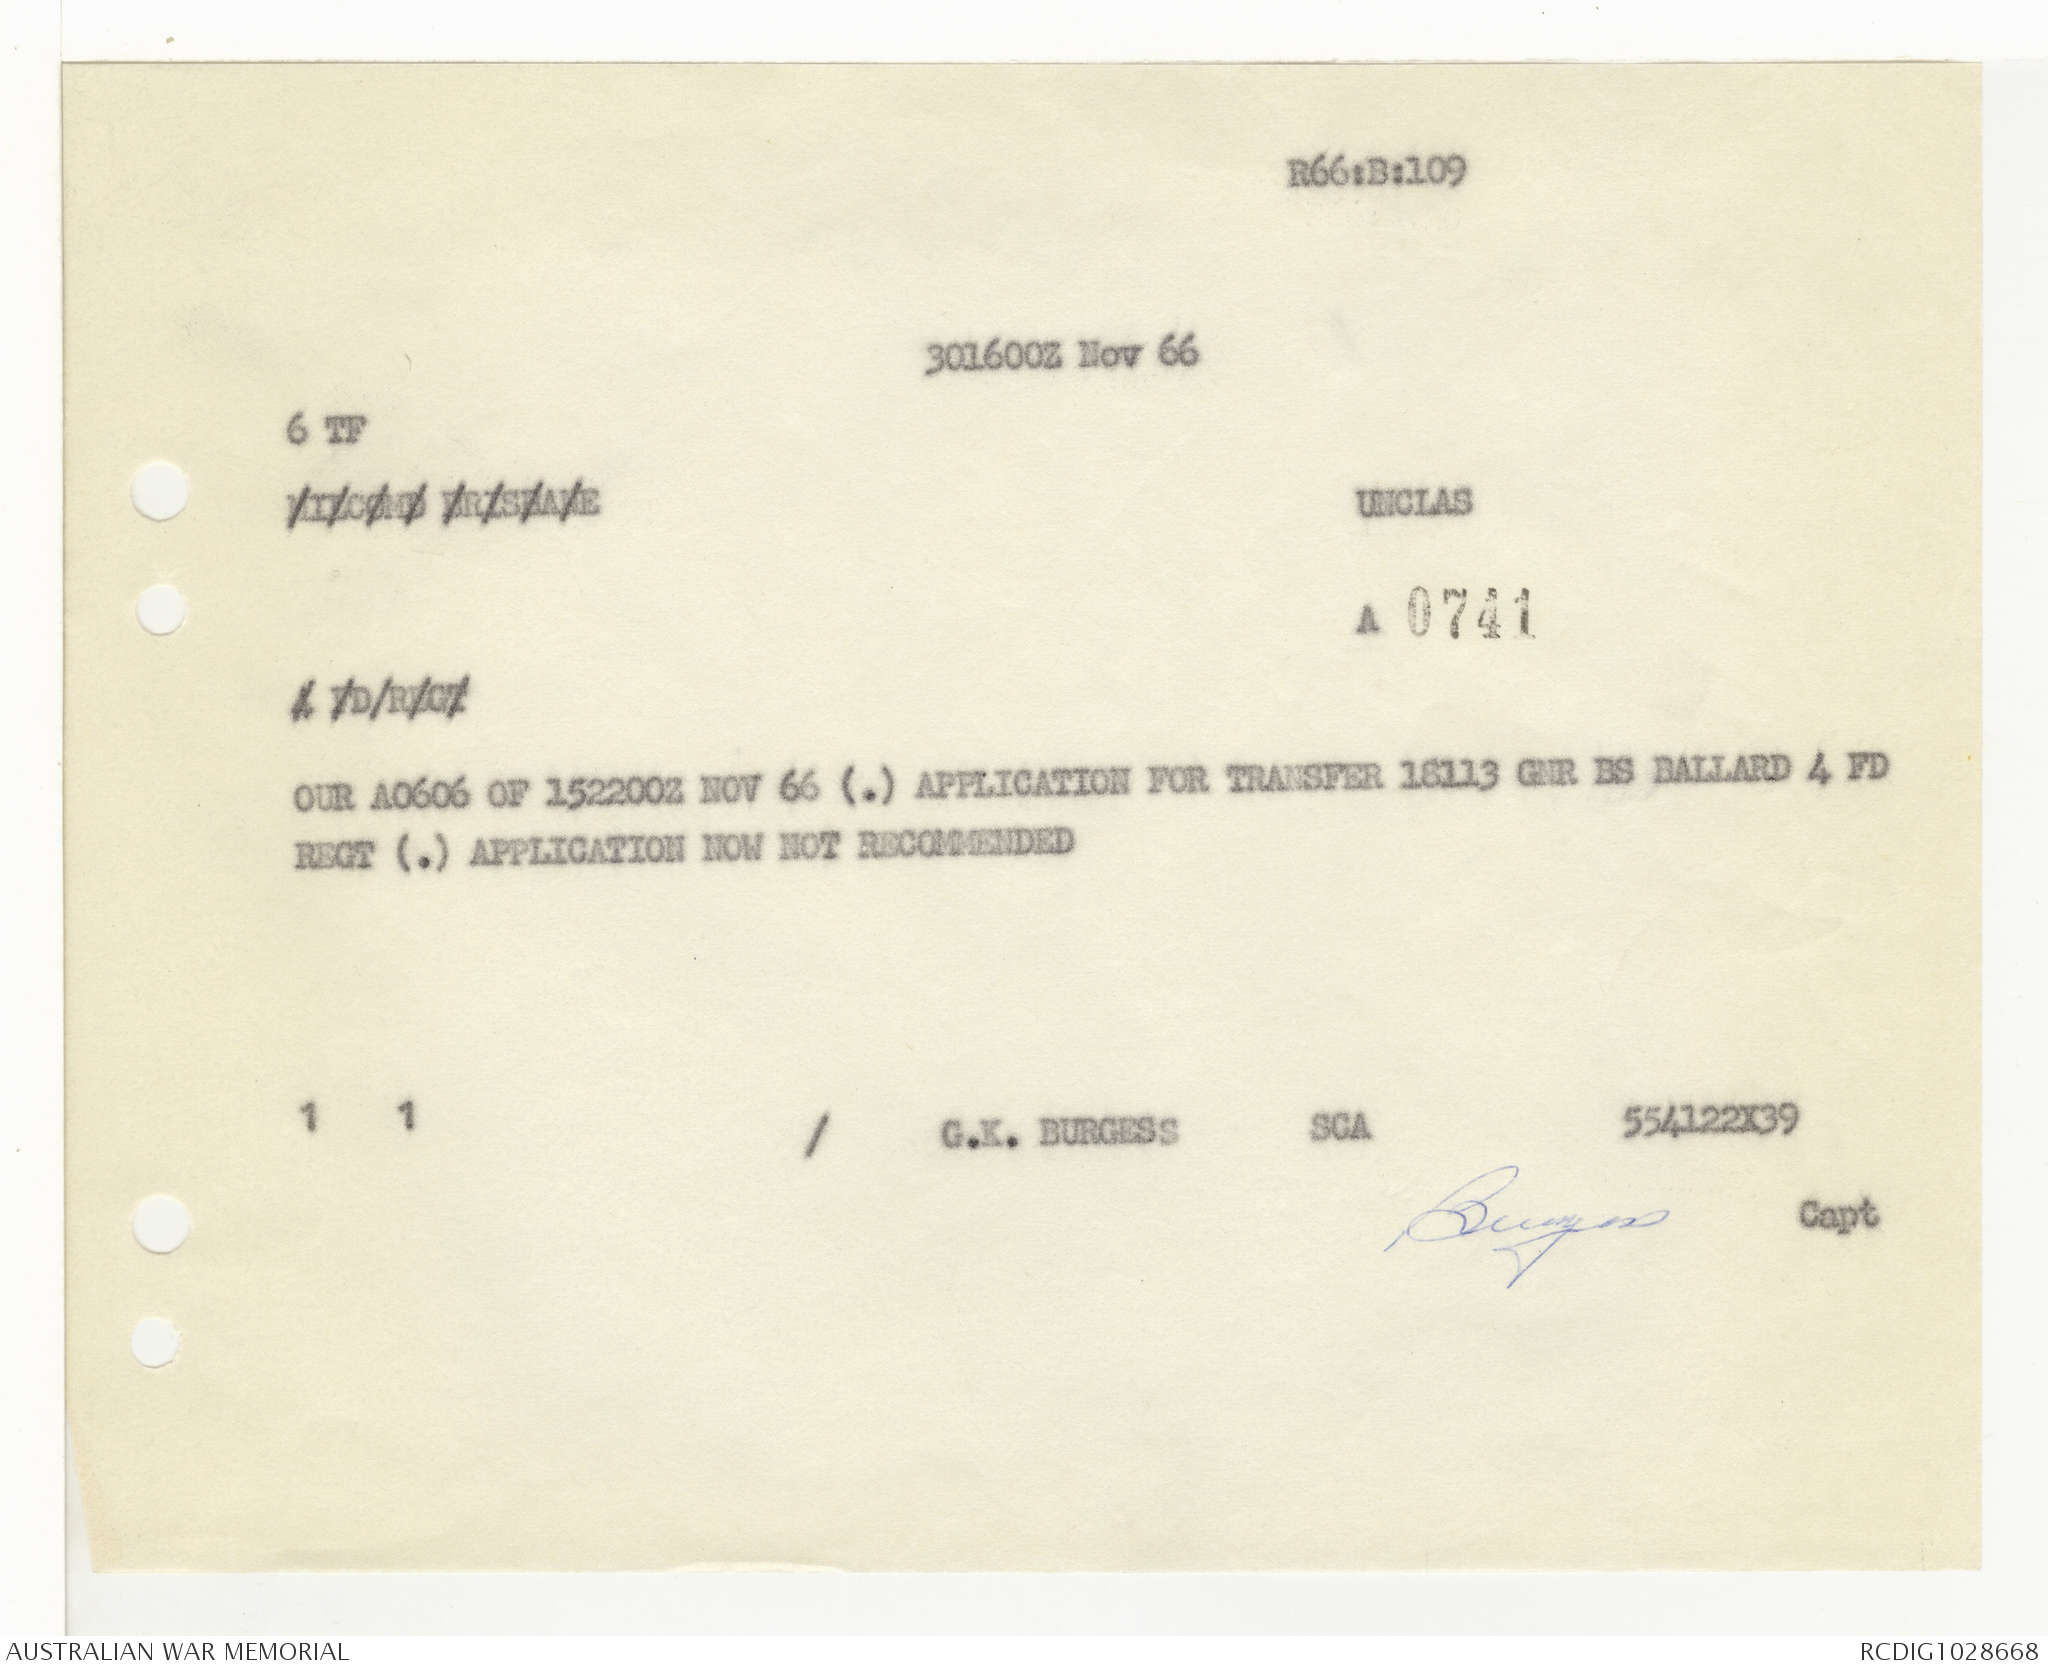 R66:B:109
301600Z Nov 66
6 TF
UNCLAS
A 0741
OUR A0606 OF 152200Z NOV 66 (.) APPLICATION FOR TRANSFER 18113 GNR BS BALLARD 4 FD
REGT (.) APPLICATION NOW NOT RECOMMENDED
1 1 / G.K. BURGESS SCA 554122X39
Burgess Capt
AUSTRALIAN WAR MEMORIAL RCDIG1028668